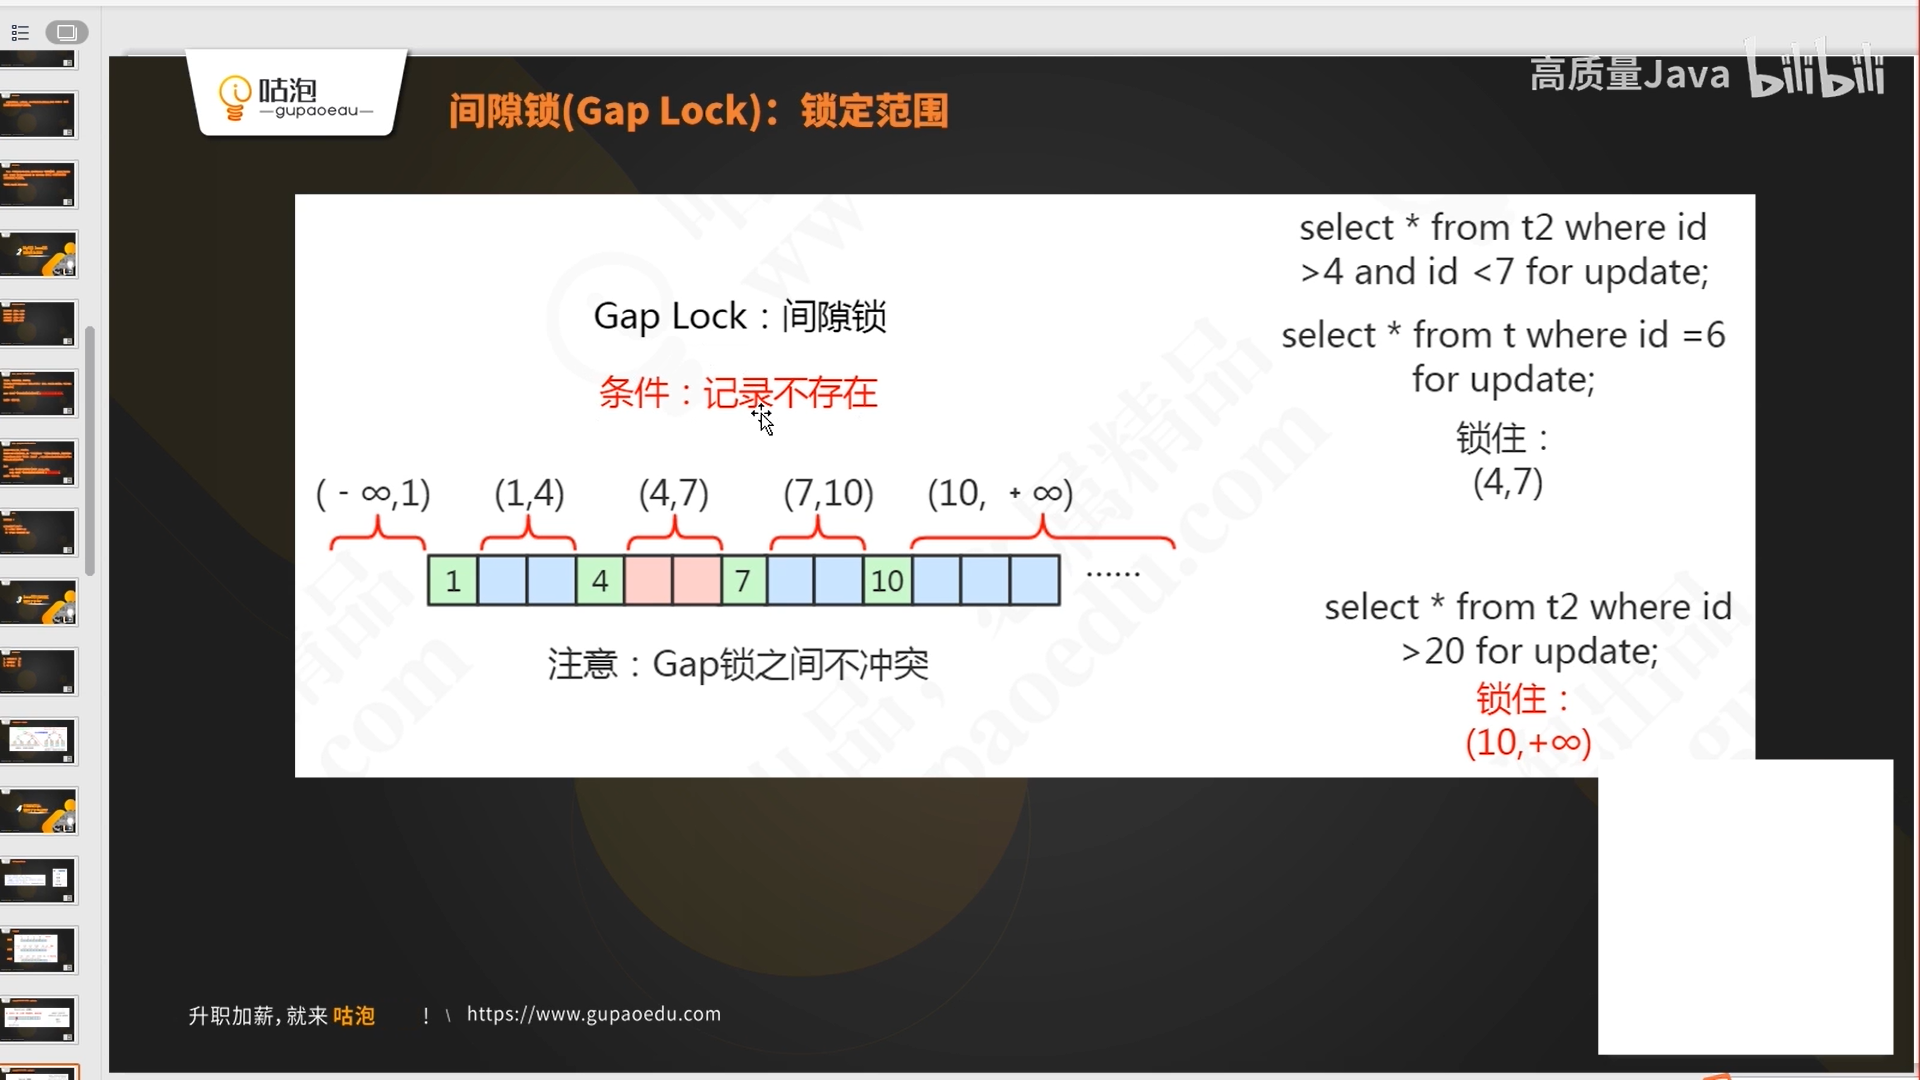 高质量Java bilibili
咕泡
gupaoedu
间隙锁(Gap Lock)：锁定范围
select * from t2 where id
>4 and id <7 for update;
Gap Lock：间隙锁
select * from t where id =6
for update;
条件：记录不存在
锁住：
(4,7)
( - ∞,1) (1,4) (4,7) (7,10) (10, + ∞)
1 4 7 10 ······
select * from t2 where id
>20 for update;
注意：Gap锁之间不冲突
锁住：
(10,+∞)
升职加薪,就来 咕泡 ！ \ https://www.gupaoedu.com